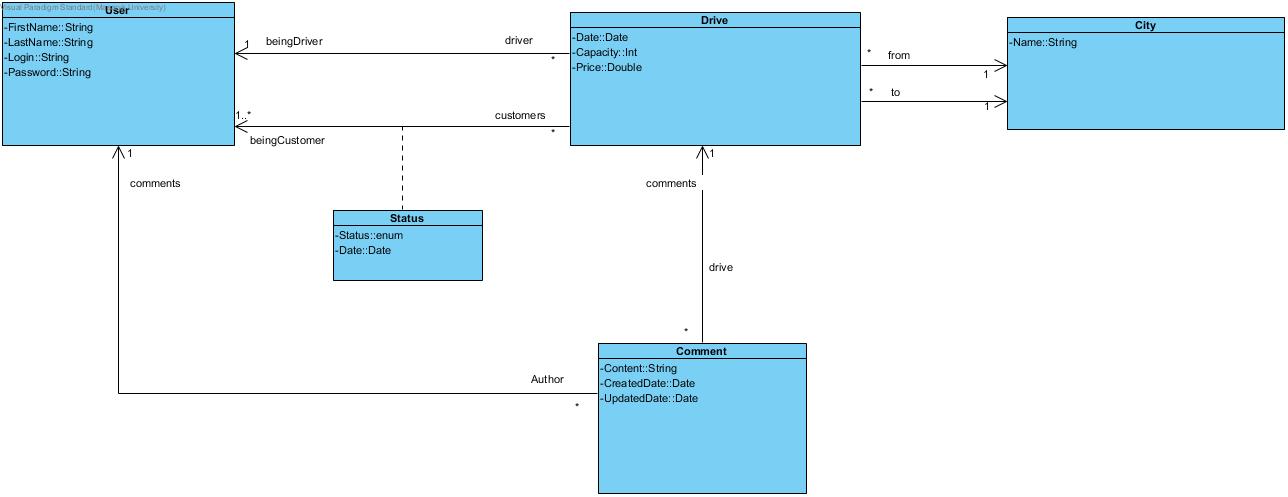 Visual Paradigm Standard(Ma University)
User
-FirstName::String
-LastName::String
-Login::String
-Password::String
1
beingDriver
driver
*
1..*
customers
*
beingCustomer
Drive
-Date::Date
-Capacity::Int
-Price::Double
*
from
1
*
to
1
City
-Name::String
1
comments
1
comments
Status
-Status::enum
-Date::Date
drive
*
Comment
-Content::String
-CreatedDate::Date
-UpdatedDate::Date
Author
*